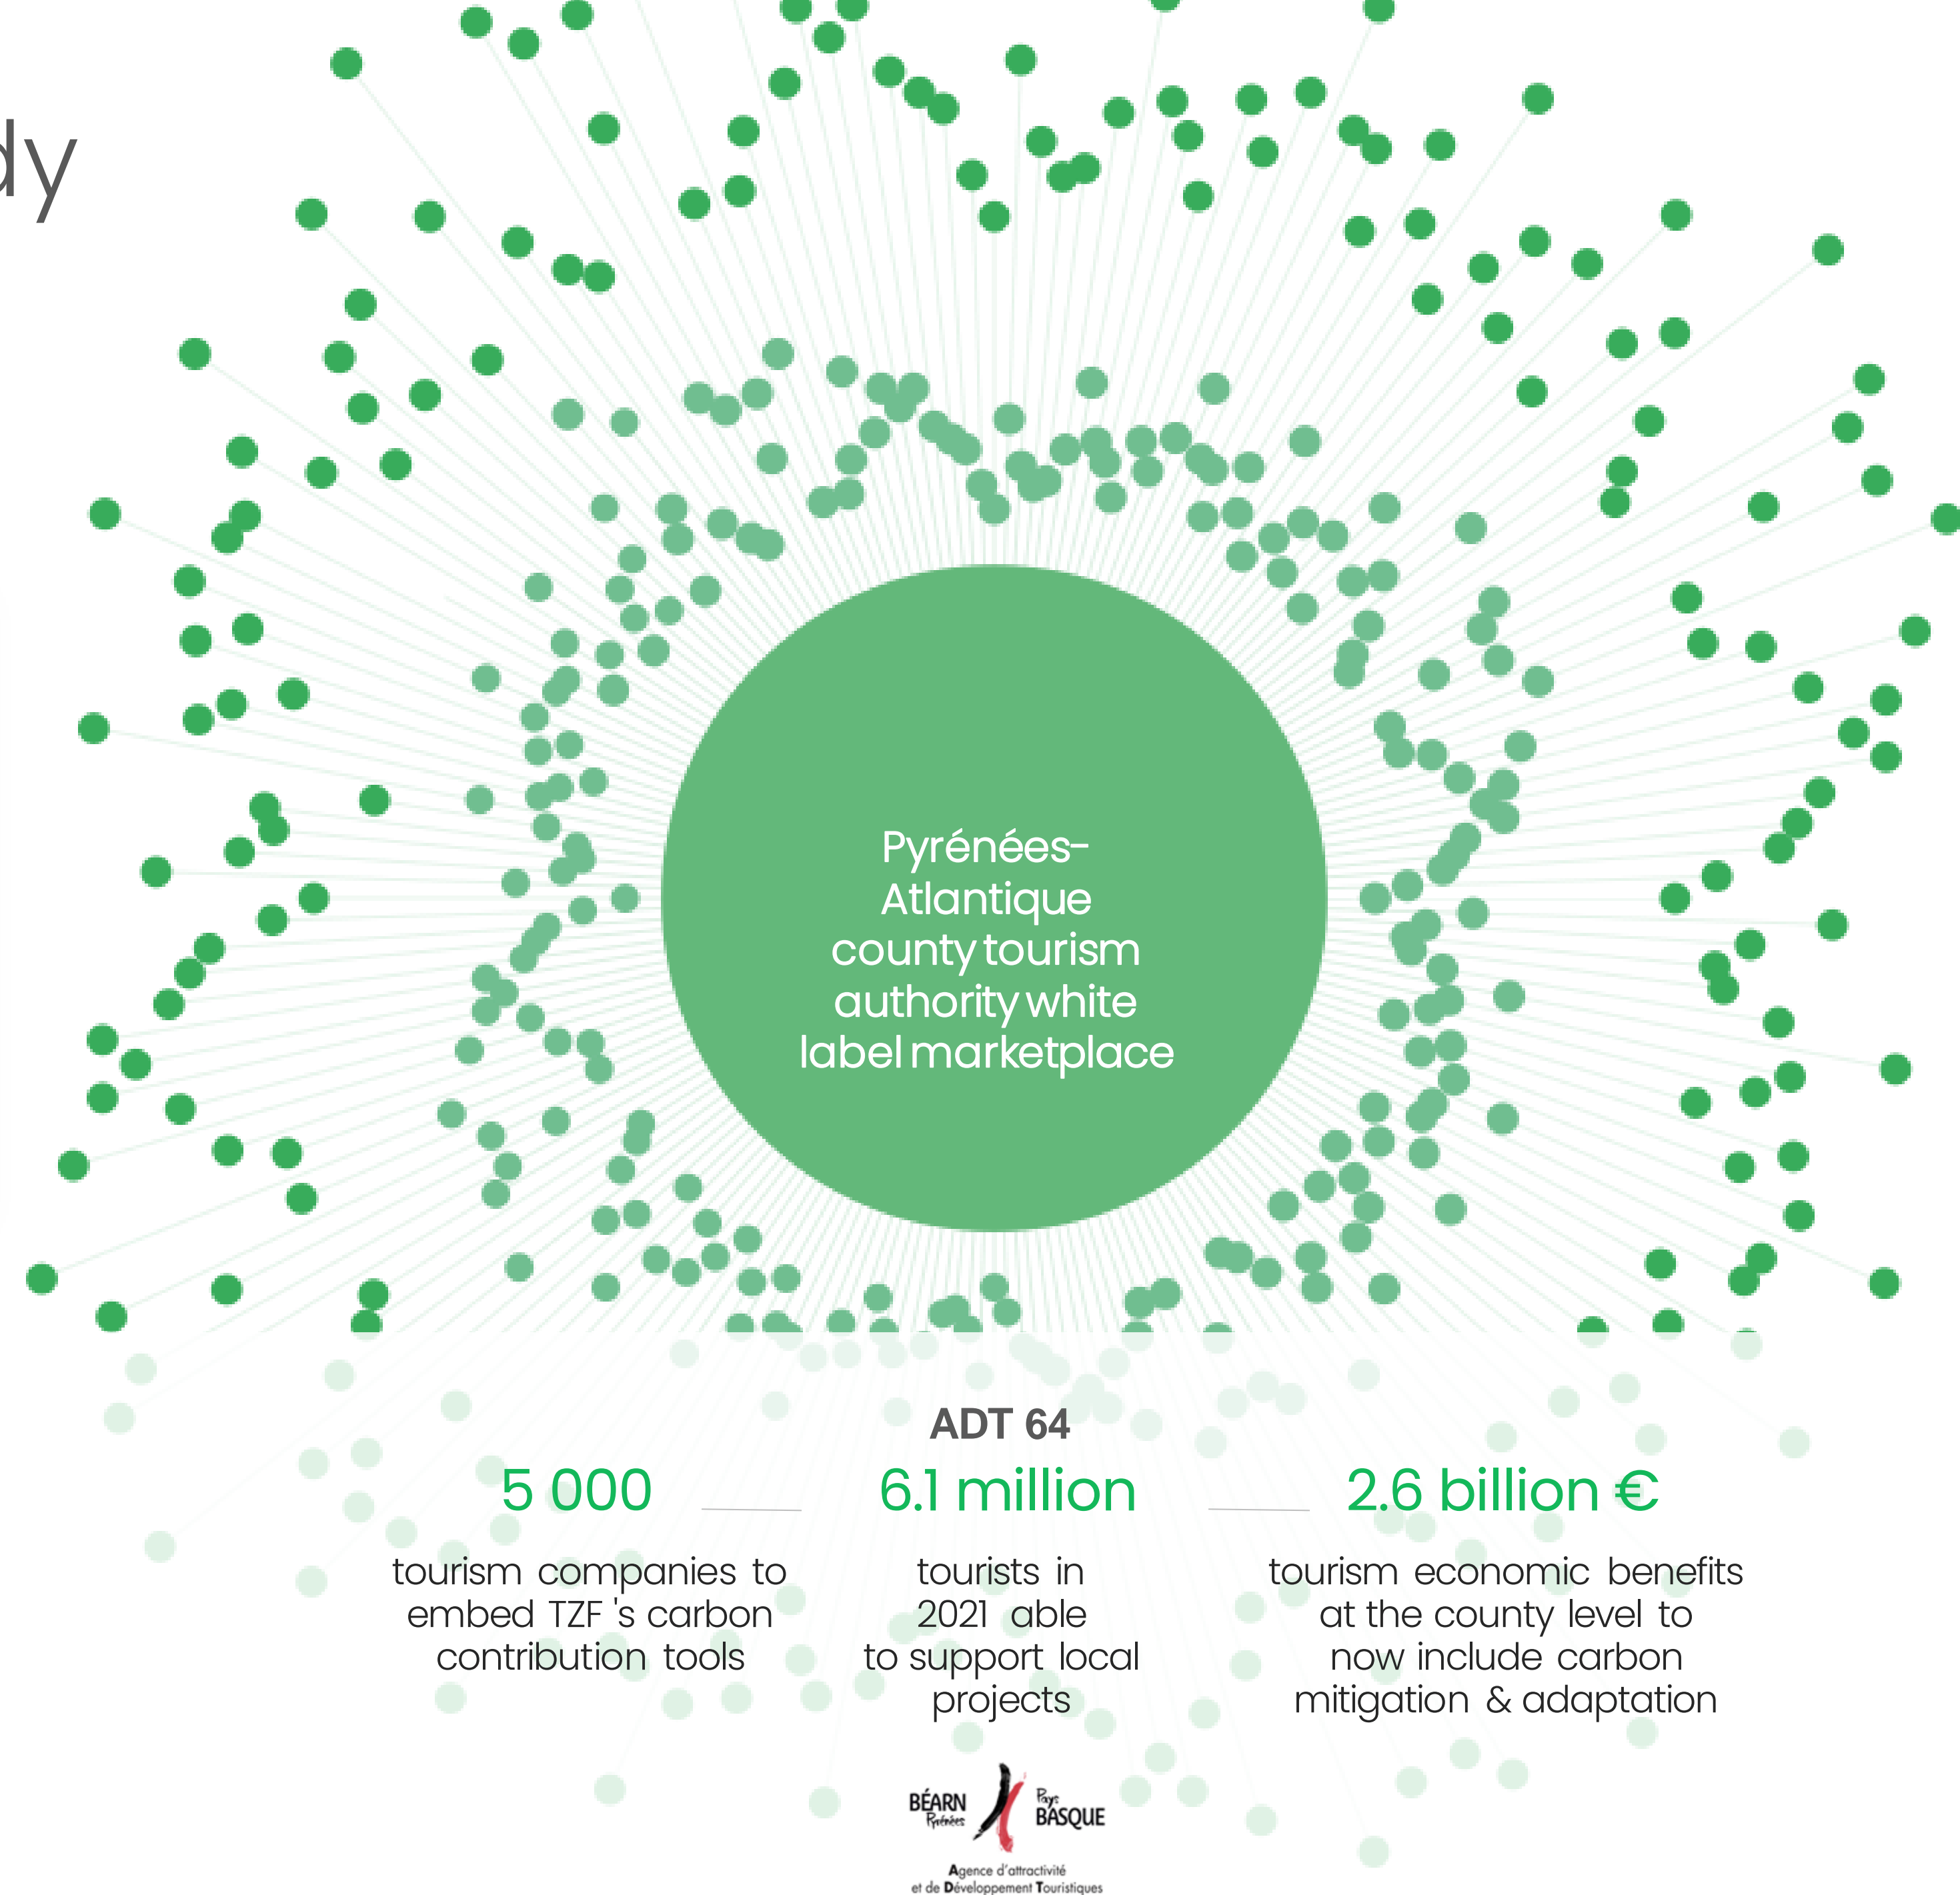 dy
Pyrénées-
Atlantique
county tourism
authority white
label marketplace
ADT 64
5 000
tourism companies to
embed TZF 's carbon
contribution tools
6.1 million
tourists in
2021 able
to support local
projects
2.6 billion €
tourism economic benefits
at the county level to
now include carbon
mitigation & adaptation
BÉARN
Pyrénées
Pays
BASQUE
Agence d'attractivité
et de Développement Touristiques